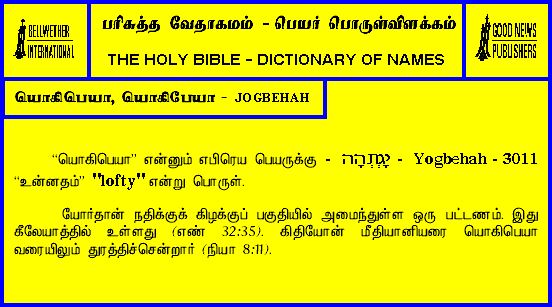 BELLWETHER
INTERNATIONAL
பரிசுத்த வேதாகமம் - பெயர் பொருள்விளக்கம்
THE HOLY BIBLE - DICTIONARY OF NAMES
GOOD NEWS
PUBLISHERS
யொகிபெயா, யொகிபேயா - JOGBEHAH
“யொகிபெயா” என்னும் எபிரெய பெயருக்கு - יָגְתְּהָה - Yogbehah - 3011
“உன்னதம்” "lofty" என்று பொருள்.
யோர்தான் நதிக்குக் கிழக்குப் பகுதியில் அமைந்துள்ள ஒரு பட்டணம். இது
கீலேயாத்தில் உள்ளது (எண் 32:35). கிதியோன் மீதியானியரை யொகிபெயா
வரையிலும் துரத்திச்சென்றார் (நியா 8:11).